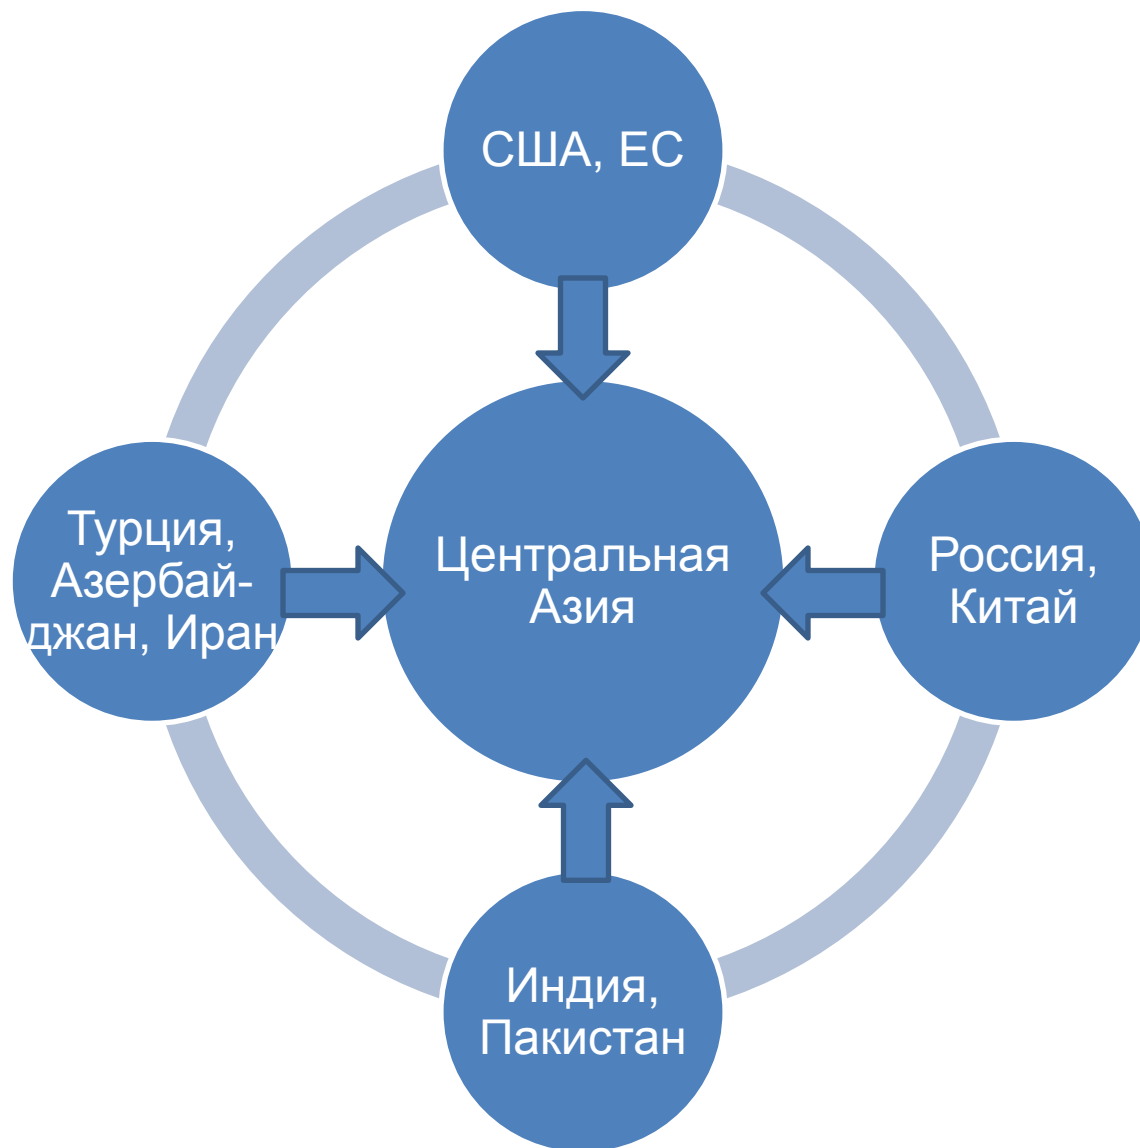 США, ЕС
Турция,
Азербай-
джан, Иран
Центральная
Азия
Россия,
Китай
Индия,
Пакистан